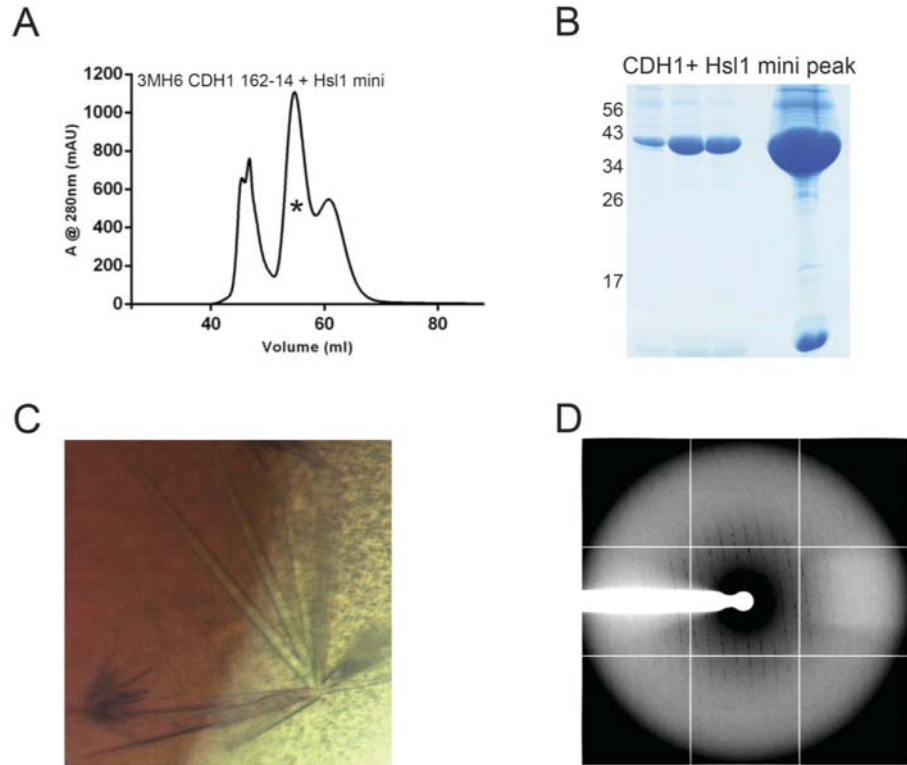 A
3MH6 CDH1 162-14 + Hsl1 mini
1200
1000
800
600
400
200
0
A @ 280nm (mAU)
40
60
80
Volume (ml)
*
B
CDH1+ Hsl1 mini peak
56
43
34
26
17
C
D